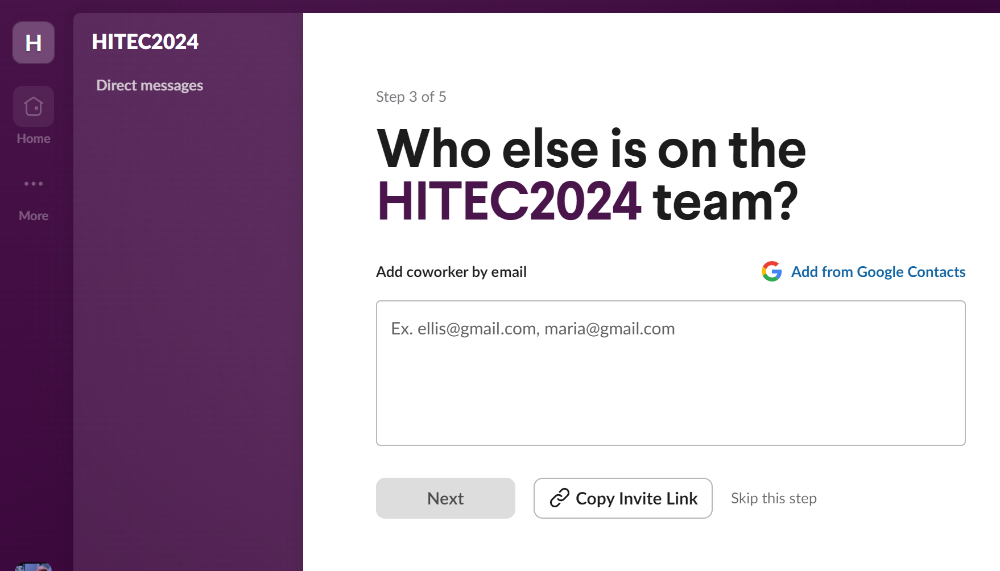 H
Home
More
HITEC2024
Direct messages
Step 3 of 5
Who else is on the
HITEC2024 team?
Add coworker by email
Add from Google Contacts
Ex. ellis@gmail.com, maria@gmail.com
Next
Copy Invite Link
Skip this step